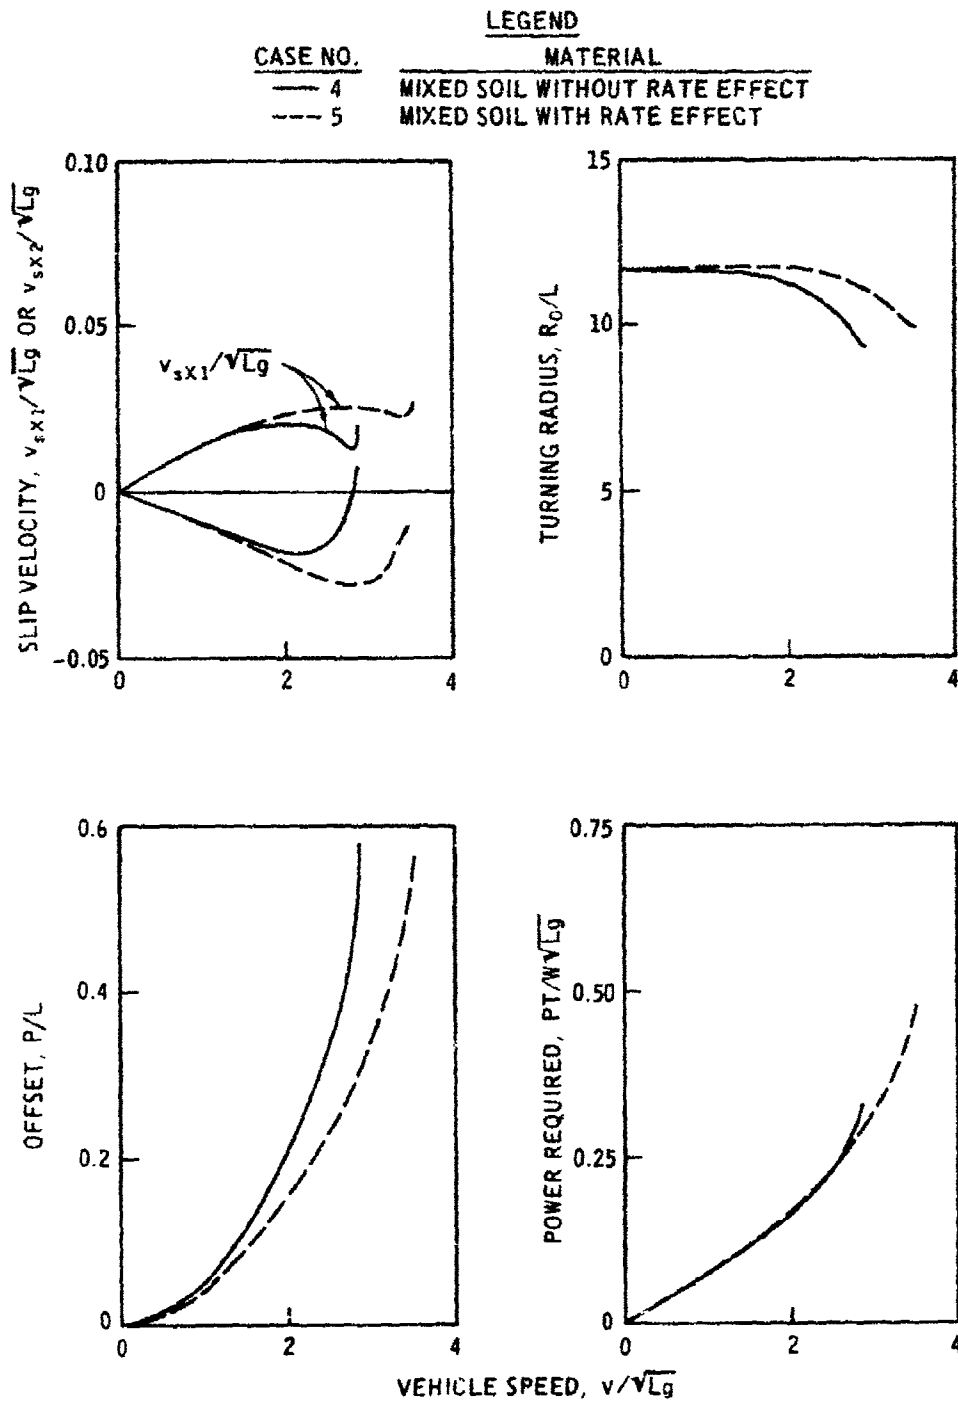 LEGEND
CASE NO. MATERIAL
4 MIXED SOIL WITHOUT RATE EFFECT
5 MIXED SOIL WITH RATE EFFECT
SLIP VELOCITY, v_sX1/√Lg OR v_sX2/√Lg
0.10
0.05
0
-0.05
v_sX1/√Lg
0 2 4
TURNING RADIUS, R_0/L
15
10
5
0
0 2 4
OFFSET, P/L
0.6
0.4
0.2
0
0 2 4
POWER REQUIRED, PT/W√Lg
0.75
0.50
0.25
0
0 2 4
VEHICLE SPEED, v/√Lg